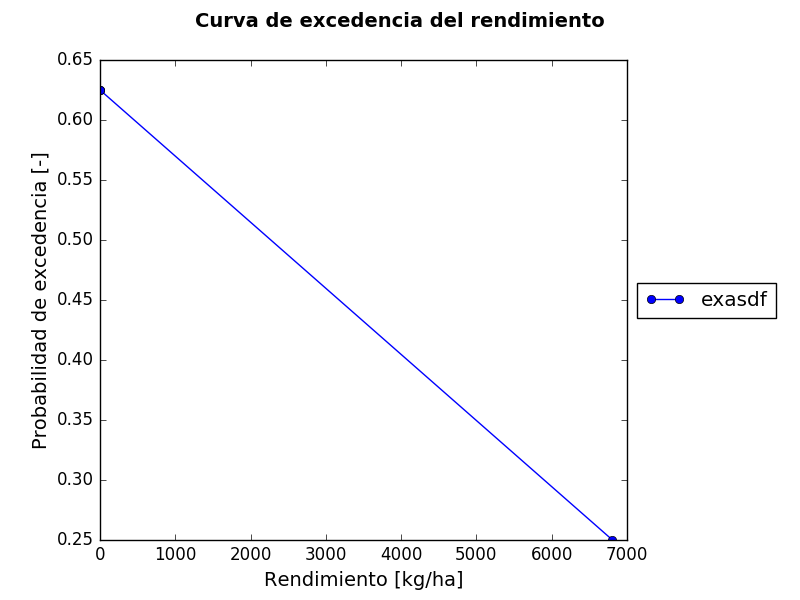 Curva de excedencia del rendimiento
Probabilidad de excedencia [-]
0.65
0.60
0.55
0.50
0.45
0.40
0.35
0.30
0.25
0 1000 2000 3000 4000 5000 6000 7000
Rendimiento [kg/ha]
exasdf